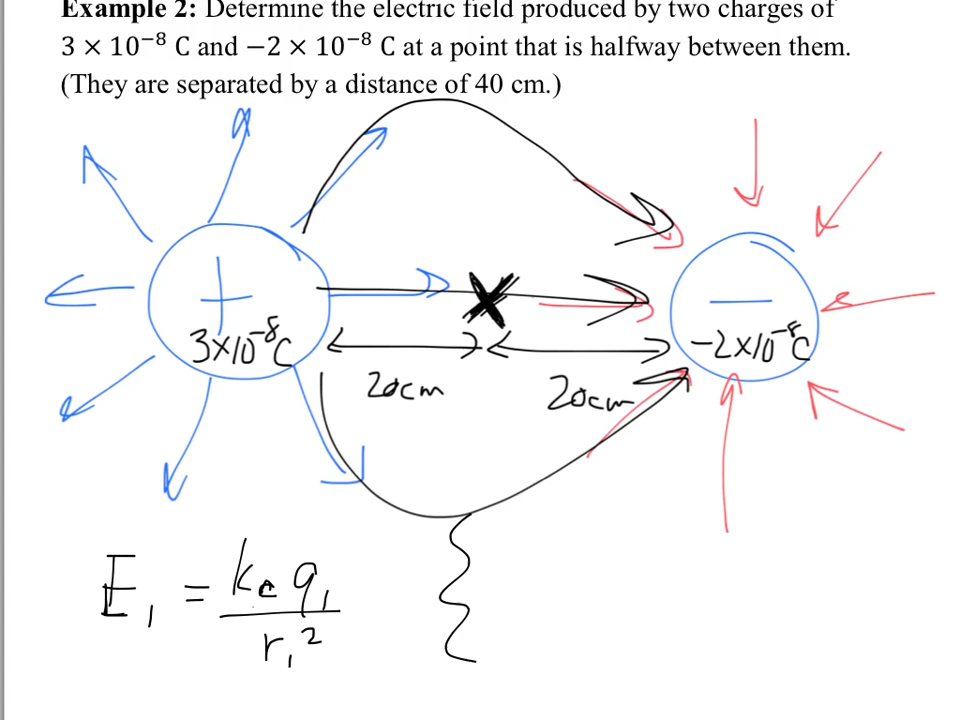 Example 2: Determine the electric field produced by two charges of
3 × 10⁻⁸ C and −2 × 10⁻⁸ C at a point that is halfway between them.
(They are separated by a distance of 40 cm.)
+
−
3×10⁻⁸C
−2×10⁻⁸C
20cm
20cm
E₁ = kc q₁
r₁²